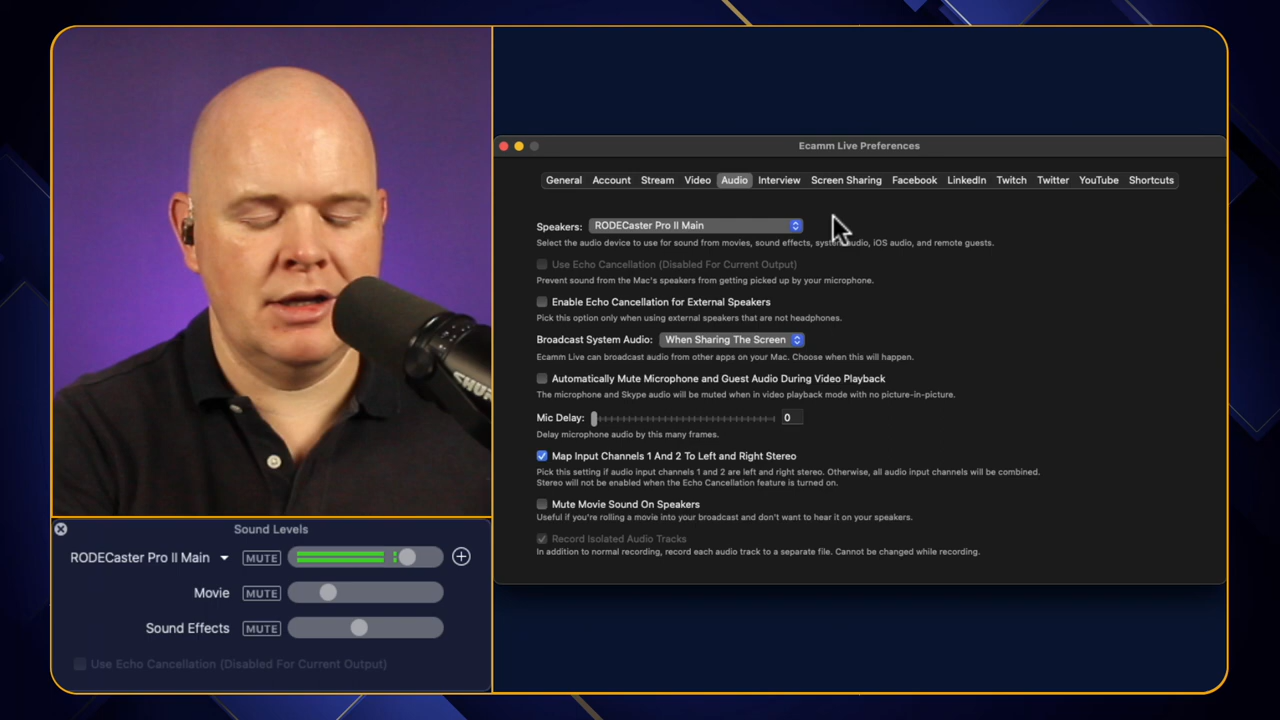 Ecamm Live Preferences
General Account Stream Video Audio Interview Screen Sharing Facebook LinkedIn Twitch Twitter YouTube Shortcuts
Speakers: RODECaster Pro II Main
Select the audio device to use for sound from movies, sound effects, system audio, iOS audio, and remote guests.
Use Echo Cancellation (Disabled For Current Output)
Prevent sound from the Mac's speakers from getting picked up by your microphone.
Enable Echo Cancellation for External Speakers
Pick this option only when using external speakers that are not headphones.
Broadcast System Audio: When Sharing The Screen
Ecamm Live can broadcast audio from other apps on your Mac. Choose when this will happen.
Automatically Mute Microphone and Guest Audio During Video Playback
The microphone and Skype audio will be muted when in video playback mode with no picture-in-picture.
Mic Delay: 0
Delay microphone audio by this many frames.
Map Input Channels 1 And 2 To Left and Right Stereo
Pick this setting if audio input channels 1 and 2 are left and right stereo. Otherwise, all audio input channels will be combined.
Stereo will not be enabled when the Echo Cancellation feature is turned on.
Mute Movie Sound On Speakers
Useful if you're rolling a movie into your broadcast and don't want to hear it on your speakers.
Record Isolated Audio Tracks
In addition to normal recording, record each audio track to a separate file. Cannot be changed while recording.
SHURE
Sound Levels
RODECaster Pro II Main MUTE
Movie MUTE
Sound Effects MUTE
Use Echo Cancellation (Disabled For Current Output)